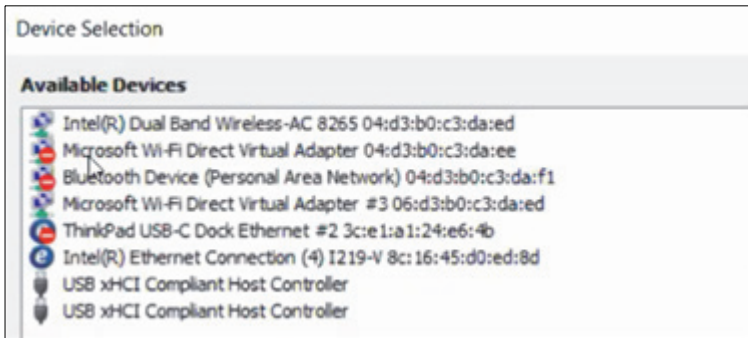 Device Selection
Available Devices
Intel(R) Dual Band Wireless-AC 8265 04:d3:b0:c3:da:ed
Microsoft Wi-Fi Direct Virtual Adapter 04:d3:b0:c3:da:ee
Bluetooth Device (Personal Area Network) 04:d3:b0:c3:da:f1
Microsoft Wi-Fi Direct Virtual Adapter #3 06:d3:b0:c3:da:ed
ThinkPad USB-C Dock Ethernet #2 3c:e1:a1:24:e6:4b
Intel(R) Ethernet Connection (4) I219-V 8c:16:45:d0:ed:8d
USB xHCI Compliant Host Controller
USB xHCI Compliant Host Controller